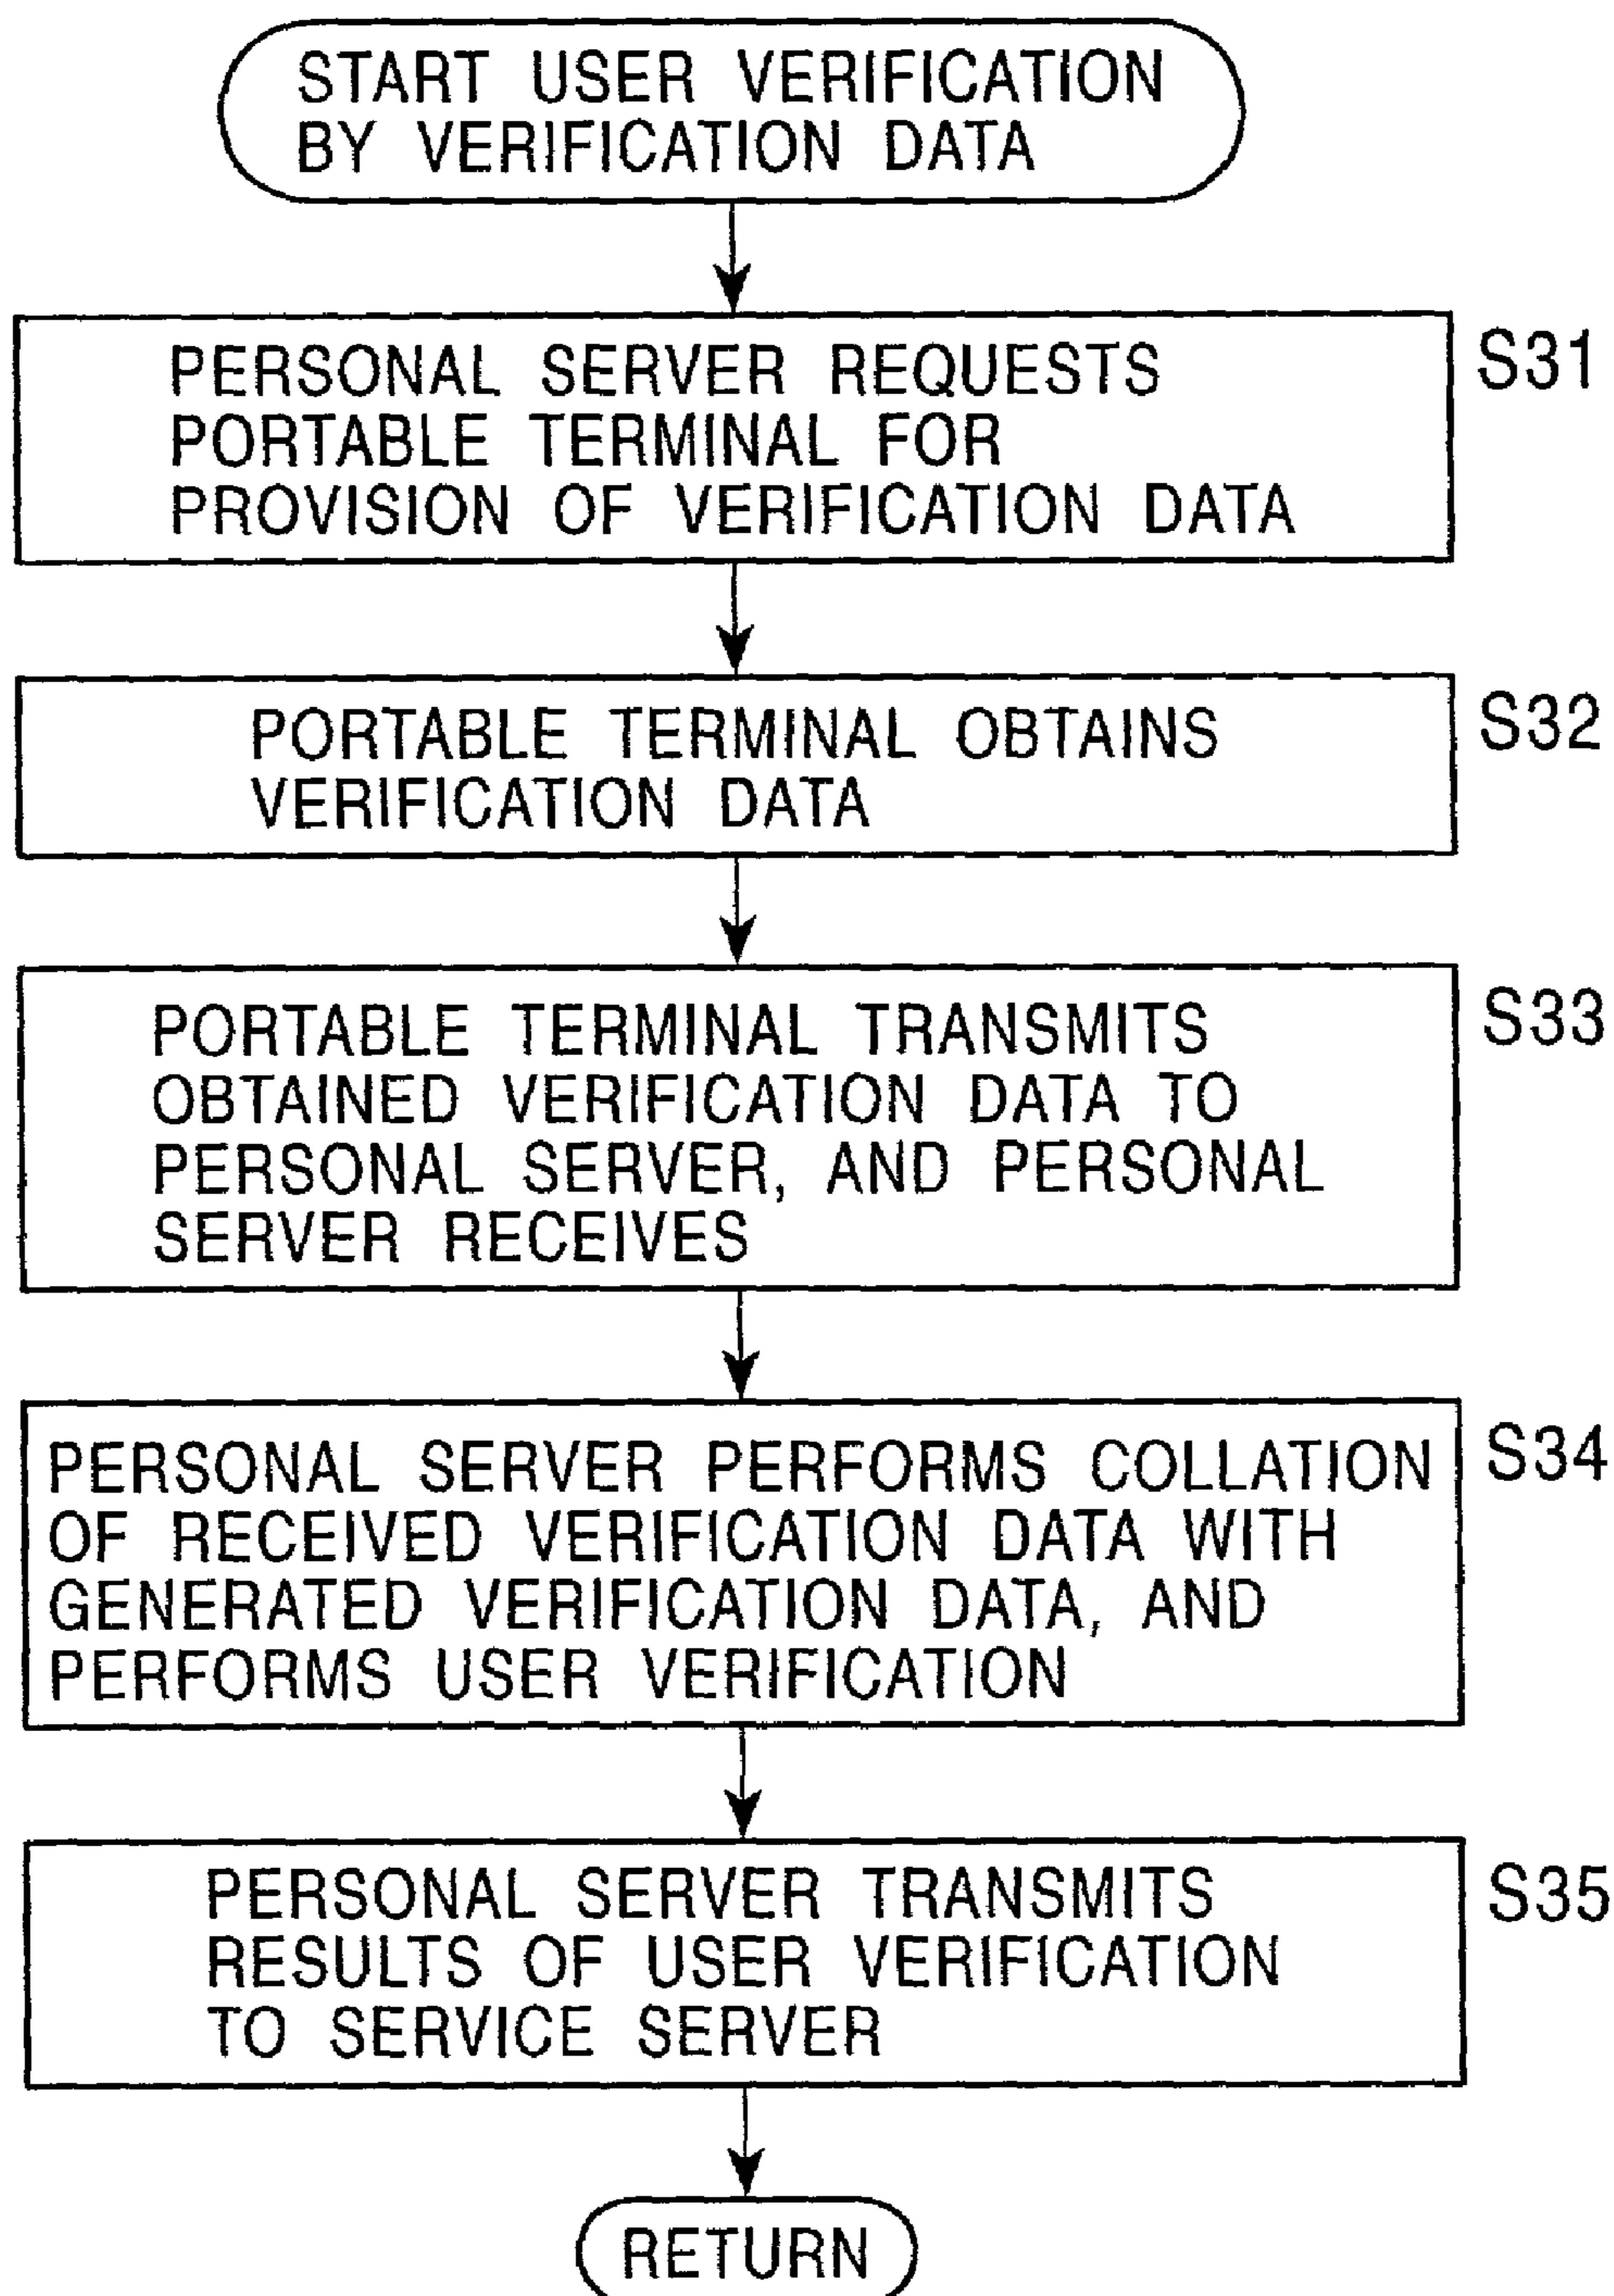 START USER VERIFICATION
BY VERIFICATION DATA
PERSONAL SERVER REQUESTS
PORTABLE TERMINAL FOR
PROVISION OF VERIFICATION DATA
S31
PORTABLE TERMINAL OBTAINS
VERIFICATION DATA
S32
PORTABLE TERMINAL TRANSMITS
OBTAINED VERIFICATION DATA TO
PERSONAL SERVER, AND PERSONAL
SERVER RECEIVES
S33
PERSONAL SERVER PERFORMS COLLATION
OF RECEIVED VERIFICATION DATA WITH
GENERATED VERIFICATION DATA, AND
PERFORMS USER VERIFICATION
S34
PERSONAL SERVER TRANSMITS
RESULTS OF USER VERIFICATION
TO SERVICE SERVER
S35
RETURN